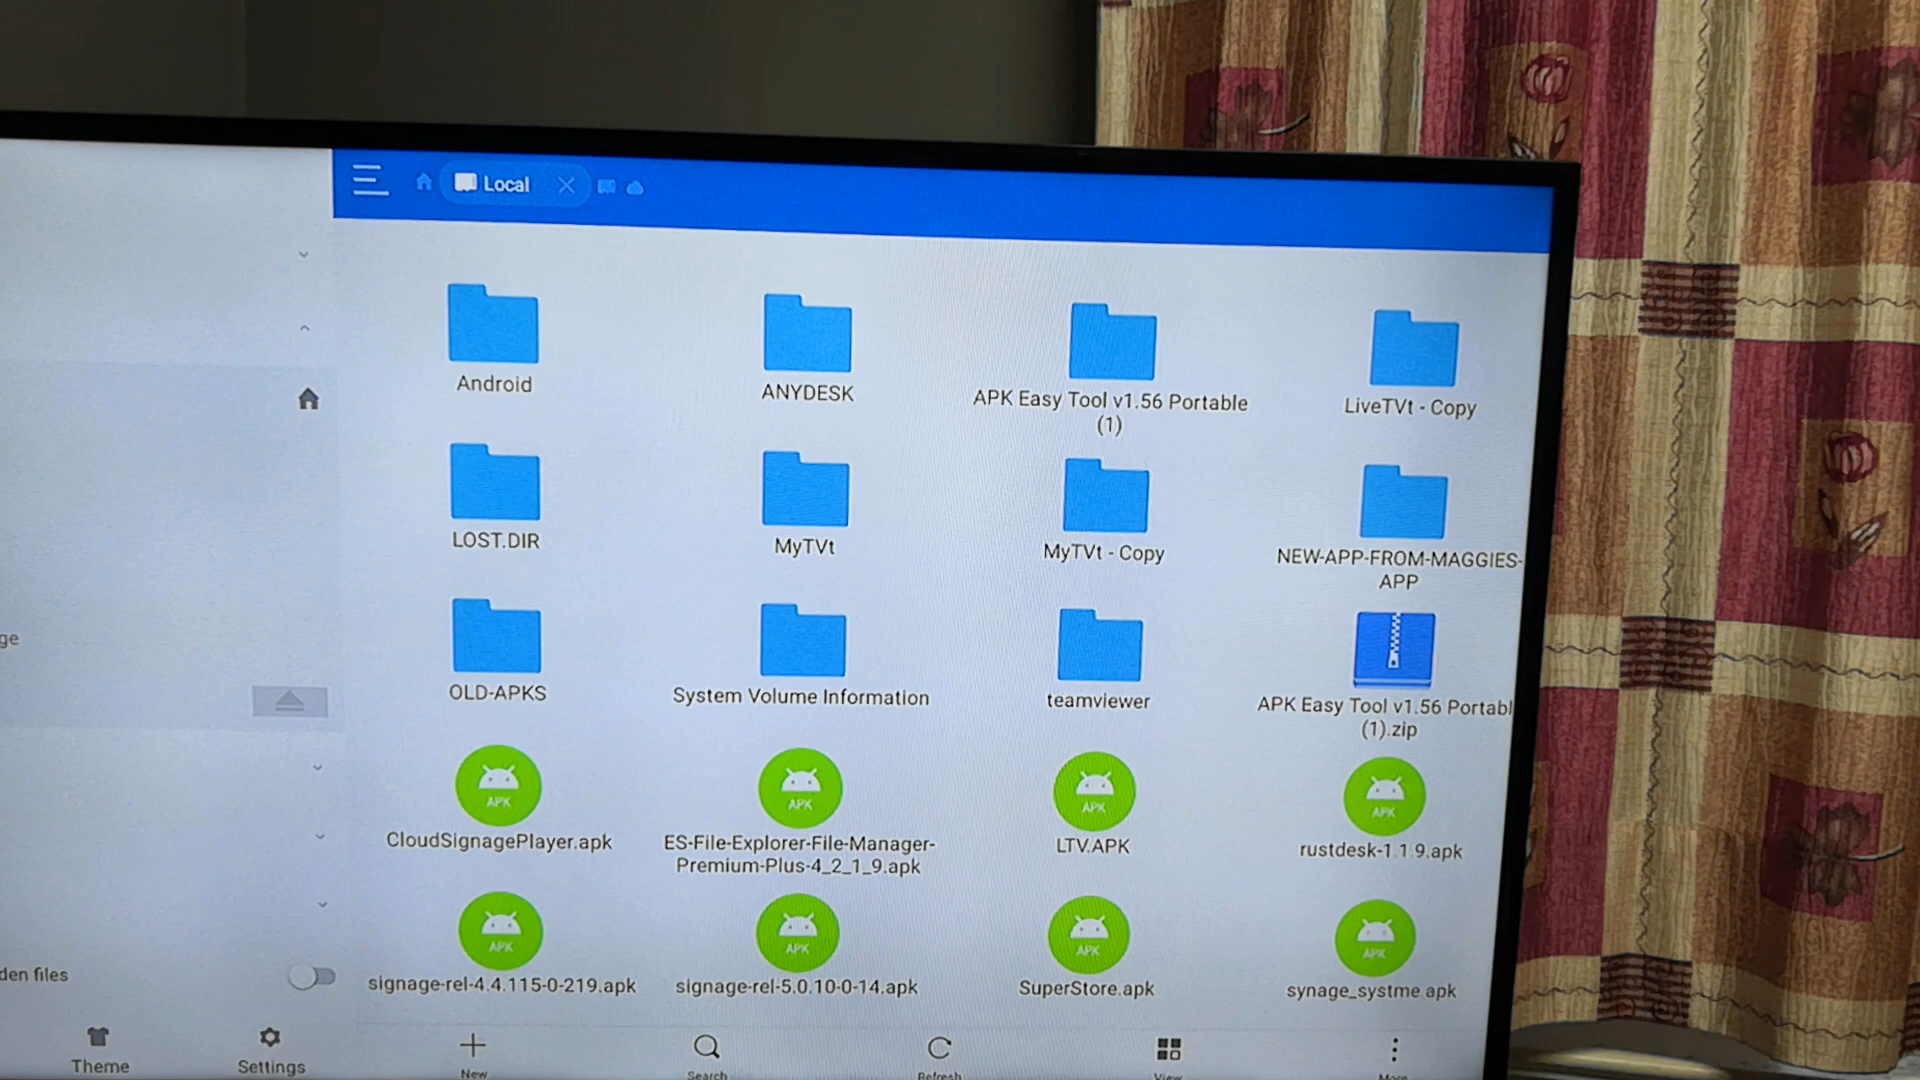 Local
Android
ANYDESK
APK Easy Tool v1.56 Portable
(1)
LiveTVt - Copy
LOST.DIR
MyTVt
MyTVt - Copy
NEW-APP-FROM-MAGGIES-
APP
ge
OLD-APKS
System Volume Information
teamviewer
APK Easy Tool v1.56 Portabl
(1).zip
APK
APK
APK
APK
CloudSignagePlayer.apk
ES-File-Explorer-File-Manager-
Premium-Plus-4_2_1_9.apk
LTV.APK
rustdesk-1.1.9.apk
APK
APK
APK
APK
den files
signage-rel-4.4.115-0-219.apk
signage-rel-5.0.10-0-14.apk
SuperStore.apk
synage_systme.apk
Theme
Settings
New
Search
Refresh
View
More